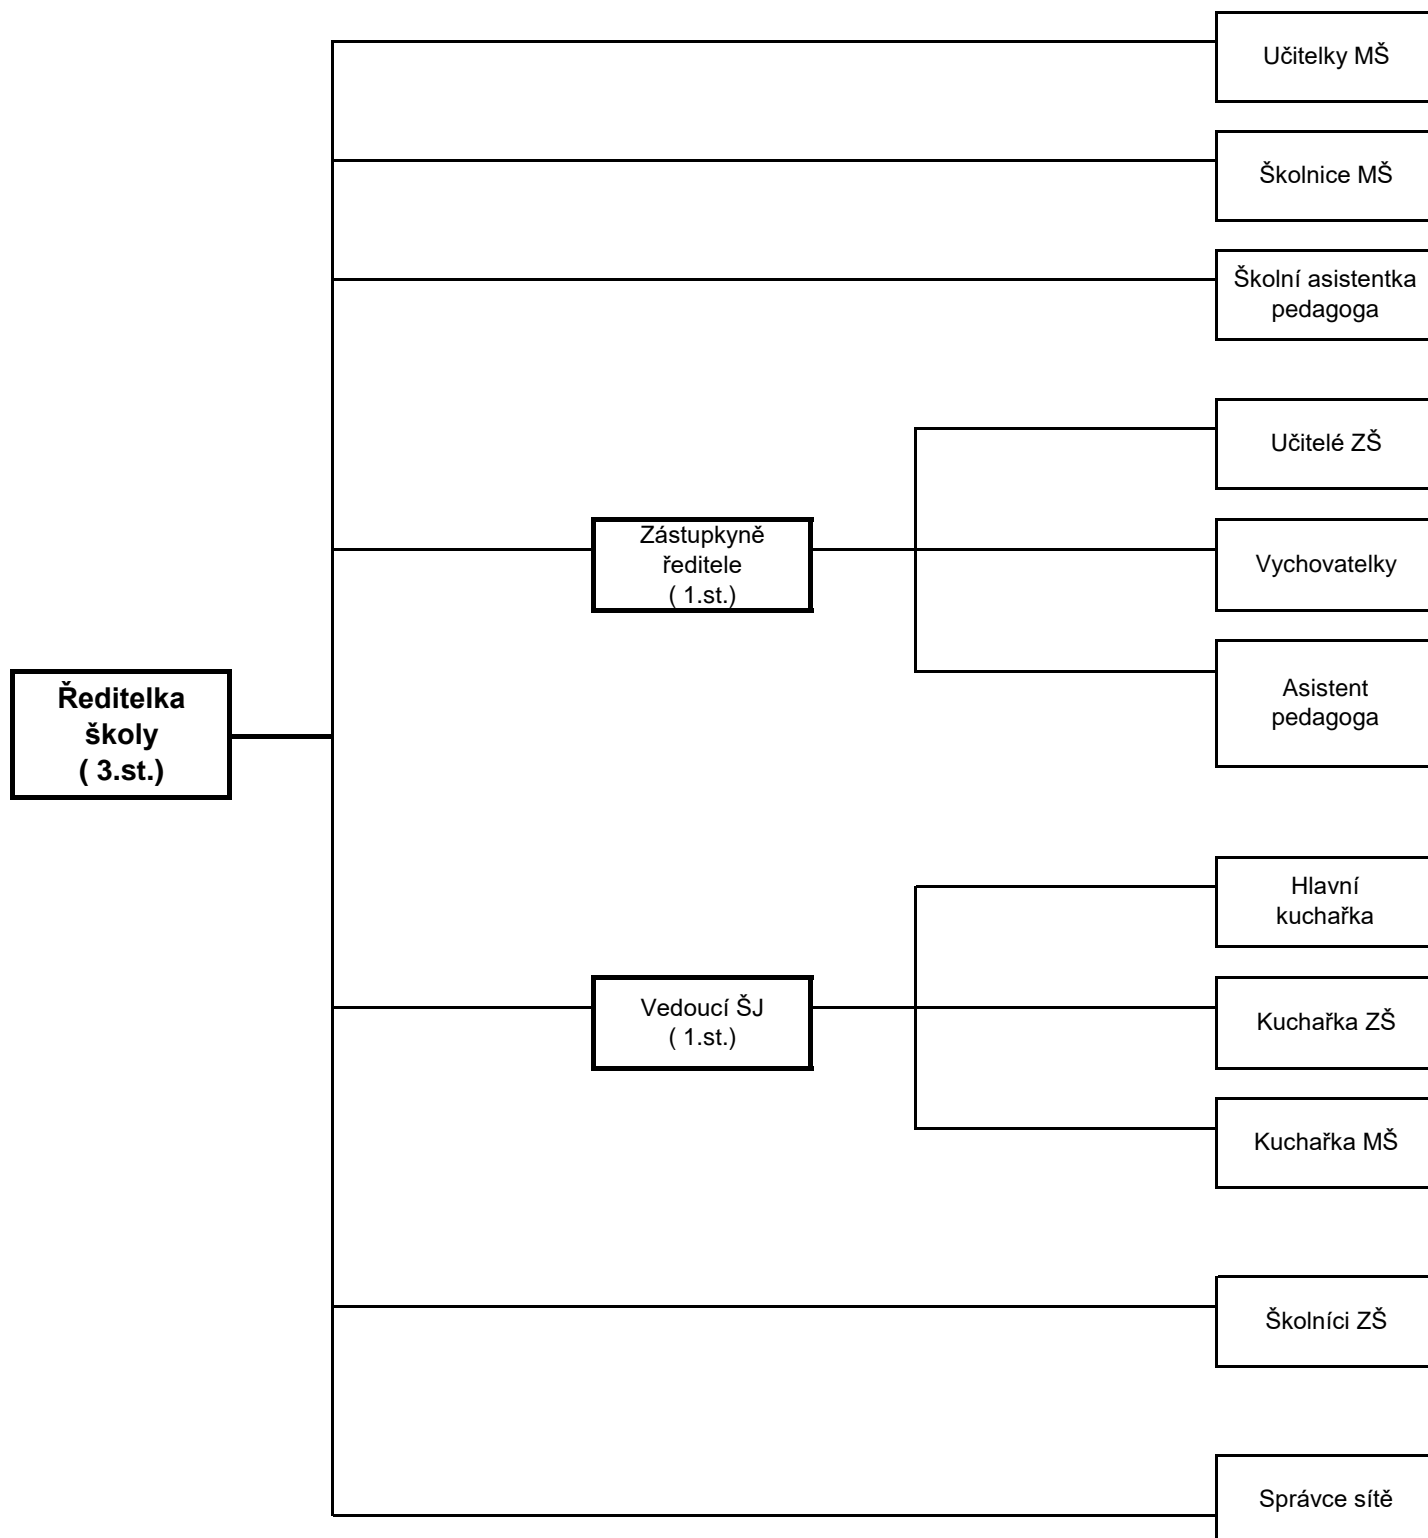 Učitelky MŠ
Školnice MŠ
Školní asistentka
pedagoga
Učitelé ZŠ
Zástupkyně
ředitele
( 1.st.)
Vychovatelky
Asistent
pedagoga
Ředitelka
školy
( 3.st.)
Hlavní
kuchařka
Vedoucí ŠJ
( 1.st.)
Kuchařka ZŠ
Kuchařka MŠ
Školníci ZŠ
Správce sítě